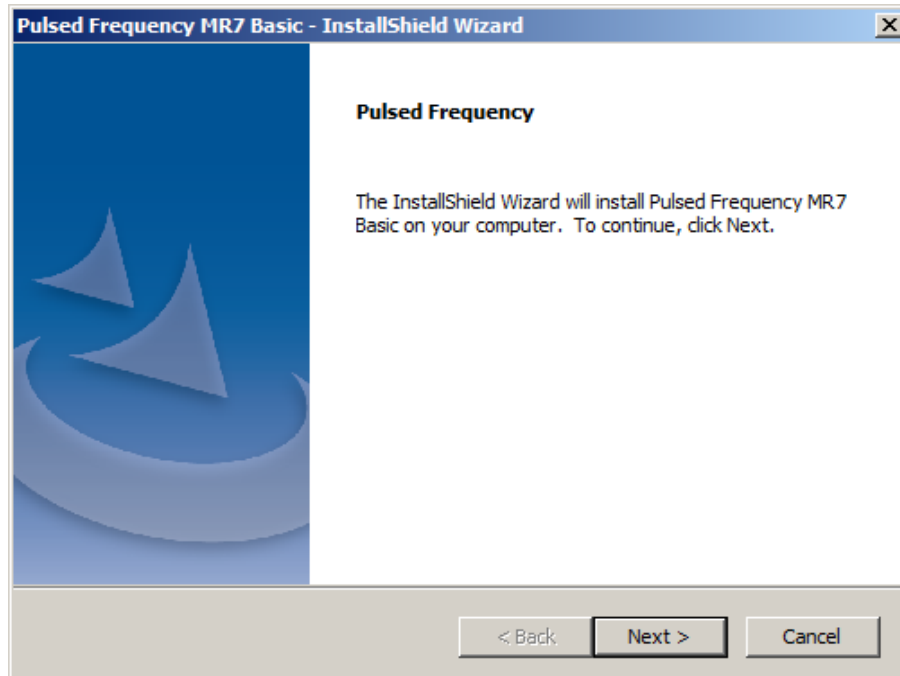 Pulsed Frequency MR7 Basic - InstallShield Wizard
Pulsed Frequency
The InstallShield Wizard will install Pulsed Frequency MR7
Basic on your computer.  To continue, click Next.
< Back
Next >
Cancel